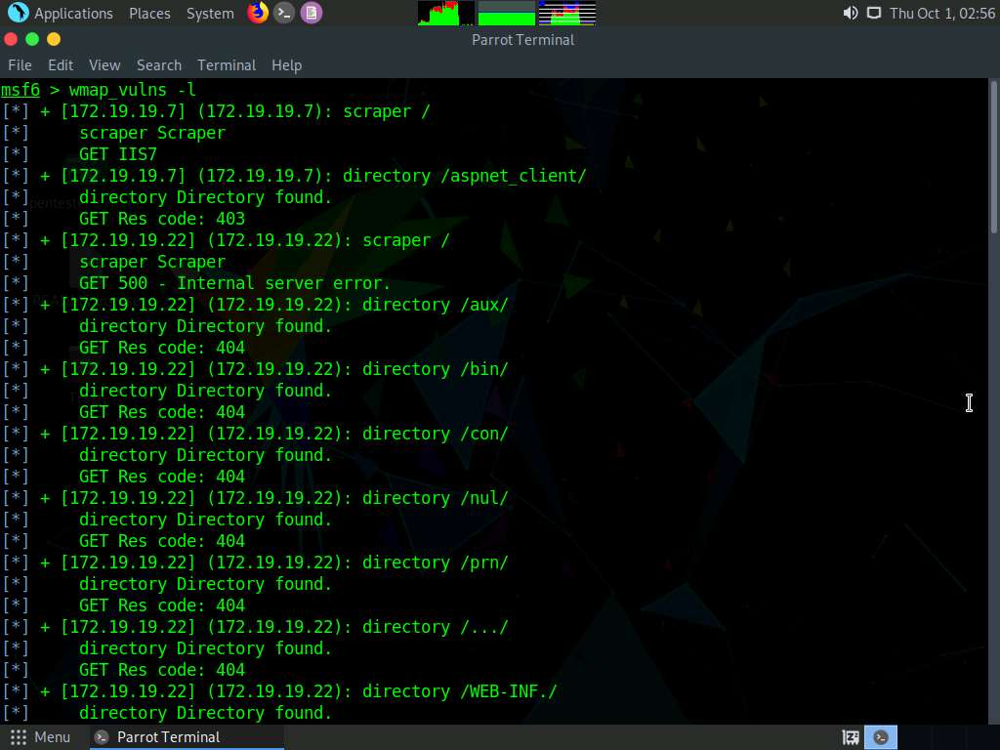 Applications Places System Thu Oct 1, 02:56
Parrot Terminal
File Edit View Search Terminal Help
msf6 > wmap_vulns -l
[*] + [172.19.19.7] (172.19.19.7): scraper /
[*] scraper Scraper
[*] GET IIS7
[*] + [172.19.19.7] (172.19.19.7): directory /aspnet_client/
[*] directory Directory found.
[*] GET Res code: 403
[*] + [172.19.19.22] (172.19.19.22): scraper /
[*] scraper Scraper
[*] GET 500 - Internal server error.
[*] + [172.19.19.22] (172.19.19.22): directory /aux/
[*] directory Directory found.
[*] GET Res code: 404
[*] + [172.19.19.22] (172.19.19.22): directory /bin/
[*] directory Directory found.
[*] GET Res code: 404
[*] + [172.19.19.22] (172.19.19.22): directory /con/
[*] directory Directory found.
[*] GET Res code: 404
[*] + [172.19.19.22] (172.19.19.22): directory /nul/
[*] directory Directory found.
[*] GET Res code: 404
[*] + [172.19.19.22] (172.19.19.22): directory /prn/
[*] directory Directory found.
[*] GET Res code: 404
[*] + [172.19.19.22] (172.19.19.22): directory /.../
[*] directory Directory found.
[*] GET Res code: 404
[*] + [172.19.19.22] (172.19.19.22): directory /WEB-INF./
[*] directory Directory found.
Menu Parrot Terminal